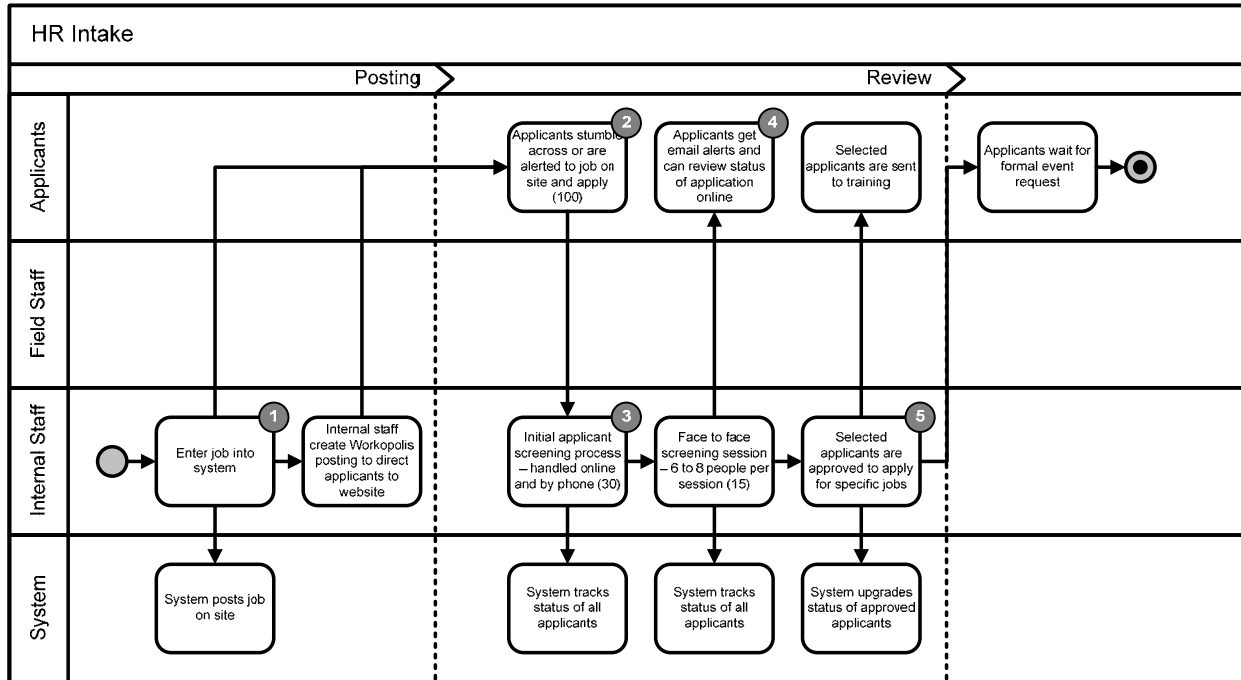 HR Intake
Posting
Review
Applicants
2
Applicants stumble
across or are
alerted to job on
site and apply
(100)
4
Applicants get
email alerts and
can review status
of application
online
Selected
applicants are sent
to training
Applicants wait for
formal event
request
Field Staff
Internal Staff
1
Enter job into
system
Internal staff
create Workopolis
posting to direct
applicants to
website
3
Initial applicant
screening process
– handled online
and by phone (30)
Face to face
screening session
– 6 to 8 people per
session (15)
5
Selected
applicants are
approved to apply
for specific jobs
System
System posts job
on site
System tracks
status of all
applicants
System tracks
status of all
applicants
System upgrades
status of approved
applicants